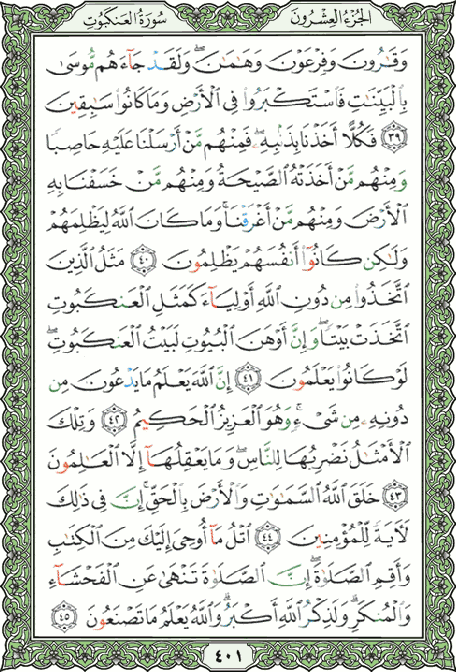 سُورَةُ العَنكَبُوتِ الجُزْءُ العِشْرُونَ
وَقَٰرُونَ وَفِرْعَوْنَ وَهَٰمَٰنَ ۖ وَلَقَدْ جَآءَهُم مُّوسَىٰ
بِٱلْبَيِّنَٰتِ فَٱسْتَكْبَرُوا۟ فِى ٱلْأَرْضِ وَمَا كَانُوا۟ سَٰبِقِينَ
﴿٣٩﴾ فَكُلًّا أَخَذْنَا بِذَنۢبِهِۦ ۖ فَمِنْهُم مَّنْ أَرْسَلْنَا عَلَيْهِ حَاصِبًا
وَمِنْهُم مَّنْ أَخَذَتْهُ ٱلصَّيْحَةُ وَمِنْهُم مَّنْ خَسَفْنَا بِهِ
ٱلْأَرْضَ وَمِنْهُم مَّنْ أَغْرَقْنَا ۚ وَمَا كَانَ ٱللَّهُ لِيَظْلِمَهُمْ
وَلَٰكِن كَانُوٓا۟ أَنفُسَهُمْ يَظْلِمُونَ ﴿٤٠﴾ مَثَلُ ٱلَّذِينَ
ٱتَّخَذُوا۟ مِن دُونِ ٱللَّهِ أَوْلِيَآءَ كَمَثَلِ ٱلْعَنكَبُوتِ
ٱتَّخَذَتْ بَيْتًا ۖ وَإِنَّ أَوْهَنَ ٱلْبُيُوتِ لَبَيْتُ ٱلْعَنكَبُوتِ ۖ
لَوْ كَانُوا۟ يَعْلَمُونَ ﴿٤١﴾ إِنَّ ٱللَّهَ يَعْلَمُ مَا يَدْعُونَ مِن
دُونِهِۦ مِن شَىْءٍ ۚ وَهُوَ ٱلْعَزِيزُ ٱلْحَكِيمُ ﴿٤٢﴾ وَتِلْكَ
ٱلْأَمْثَٰلُ نَضْرِبُهَا لِلنَّاسِ ۖ وَمَا يَعْقِلُهَآ إِلَّا ٱلْعَٰلِمُونَ
﴿٤٣﴾ خَلَقَ ٱللَّهُ ٱلسَّمَٰوَٰتِ وَٱلْأَرْضَ بِٱلْحَقِّ ۚ إِنَّ فِى ذَٰلِكَ
لَءَايَةً لِّلْمُؤْمِنِينَ ﴿٤٤﴾ ٱتْلُ مَآ أُوحِىَ إِلَيْكَ مِنَ ٱلْكِتَٰبِ
وَأَقِمِ ٱلصَّلَوٰةَ ۖ إِنَّ ٱلصَّلَوٰةَ تَنْهَىٰ عَنِ ٱلْفَحْشَآءِ
وَٱلْمُنكَرِ ۗ وَلَذِكْرُ ٱللَّهِ أَكْبَرُ ۗ وَٱللَّهُ يَعْلَمُ مَا تَصْنَعُونَ ﴿٤٥﴾
٤٠١